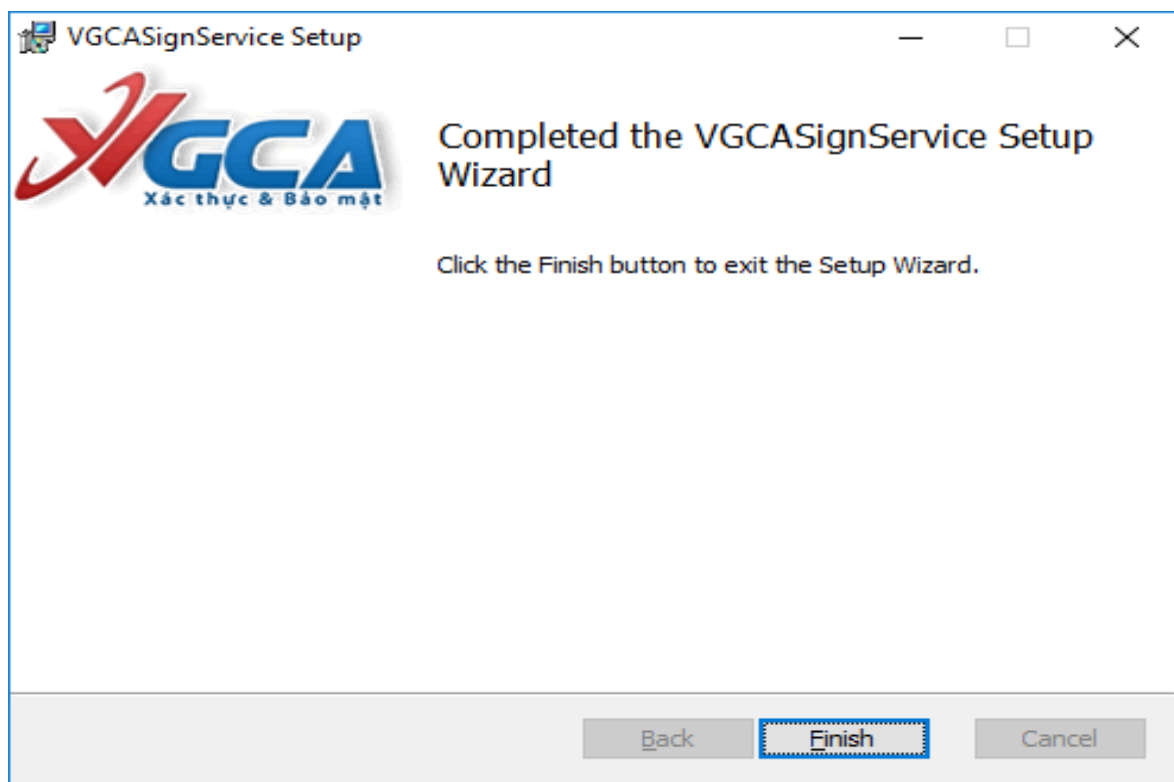 VGCASignService Setup
VGCA
Xác thực & Bảo mật
Completed the VGCASignService Setup
Wizard
Click the Finish button to exit the Setup Wizard.
Back
Finish
Cancel